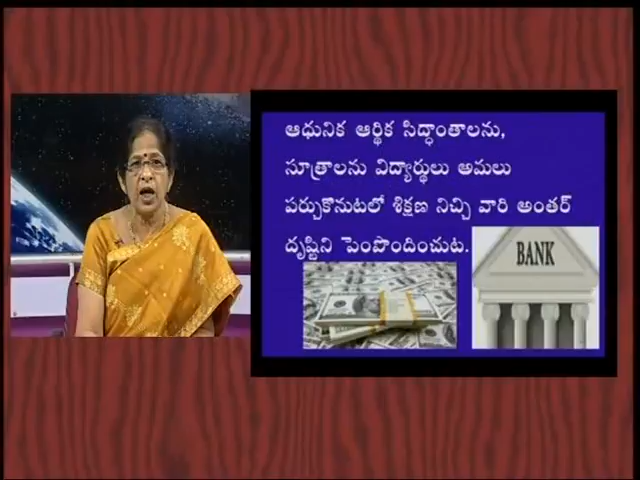 ఆధునిక ఆర్థిక సిద్ధాంతాలను,
సూత్రాలను విద్యార్థులు అమలు
పర్చుకొనుటలో శిక్షణ నిచ్చి వారి అంతర్
దృష్టిని పెంపొందించుట.
BANK